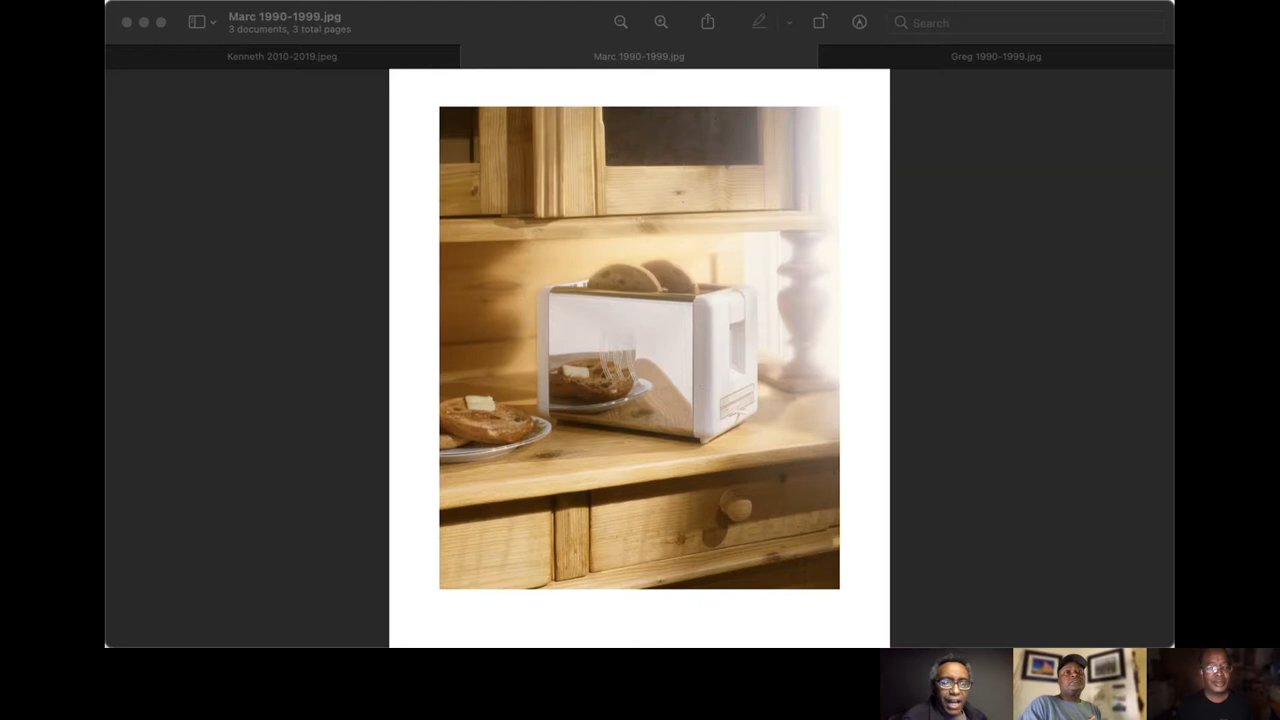 Marc 1990-1999.jpg
3 documents, 3 total pages
Search
Kenneth 2010-2019.jpeg
Marc 1990-1999.jpg
Greg 1990-1999.jpg